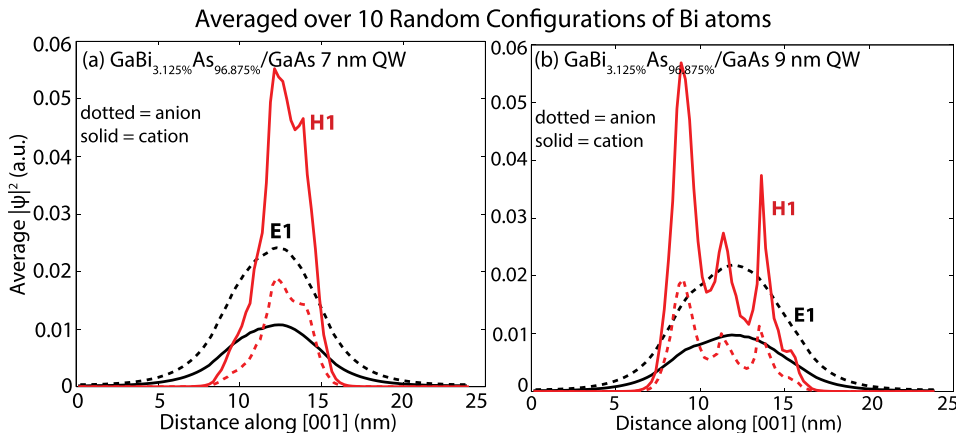 Averaged over 10 Random Configurations of Bi atoms
Average |ψ|² (a.u.)
0.06
0.05
0.04
0.03
0.02
0.01
0
(a) GaBi3.125%As96.875%/GaAs 7 nm QW
dotted = anion
solid = cation
H1
E1
0 5 10 15 20 25
Distance along [001] (nm)
0.06
0.05
0.04
0.03
0.02
0.01
0
(b) GaBi3.125%As96.875%/GaAs 9 nm QW
dotted = anion
solid = cation
H1
E1
0 5 10 15 20 25
Distance along [001] (nm)